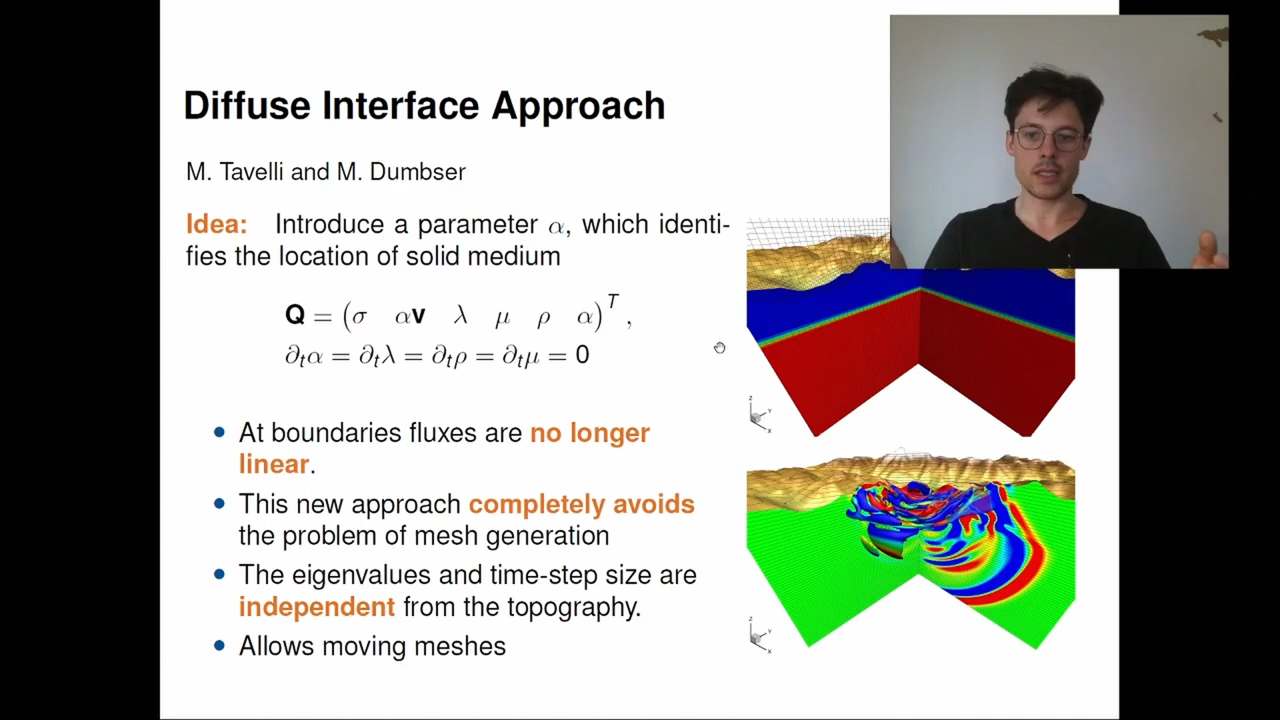 Diffuse Interface Approach
M. Tavelli and M. Dumbser
Idea: Introduce a parameter α, which identi-
fies the location of solid medium
Q = (σ αv λ μ ρ α)ᵀ,
∂ₜα = ∂ₜλ = ∂ₜρ = ∂ₜμ = 0
• At boundaries fluxes are no longer
linear.
• This new approach completely avoids
the problem of mesh generation
• The eigenvalues and time-step size are
independent from the topography.
• Allows moving meshes
Z
Y
X
Z
Y
X